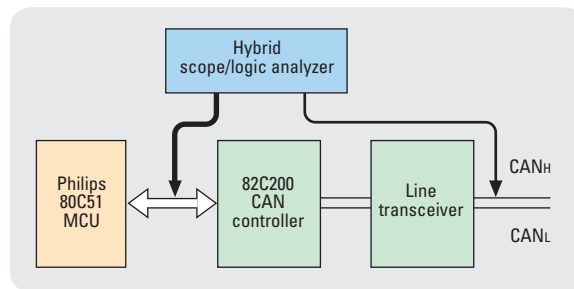 Hybrid
scope/logic analyzer
Philips
80C51
MCU
82C200
CAN
controller
Line
transceiver
CANH
CANL